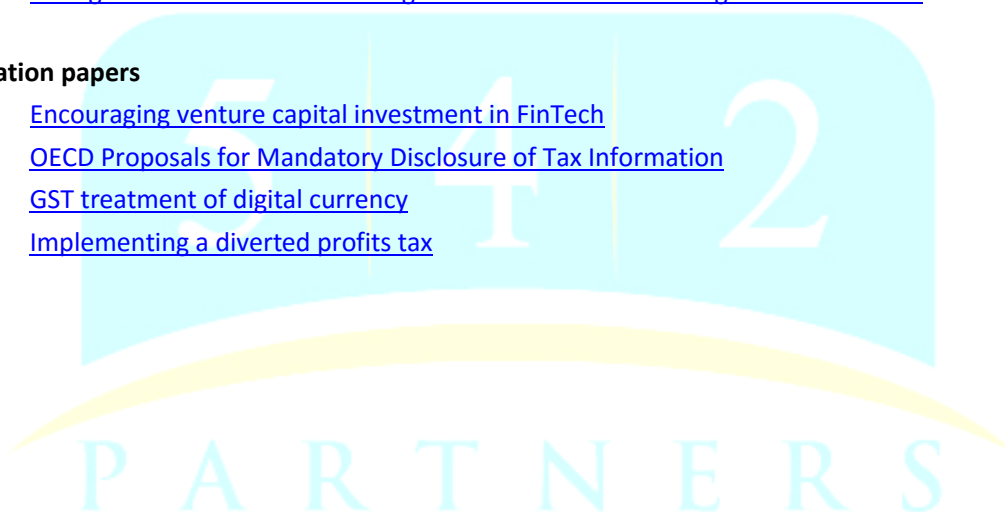 ation papers
Encouraging venture capital investment in FinTech
OECD Proposals for Mandatory Disclosure of Tax Information
GST treatment of digital currency
Implementing a diverted profits tax
5 4 2
PARTNERS